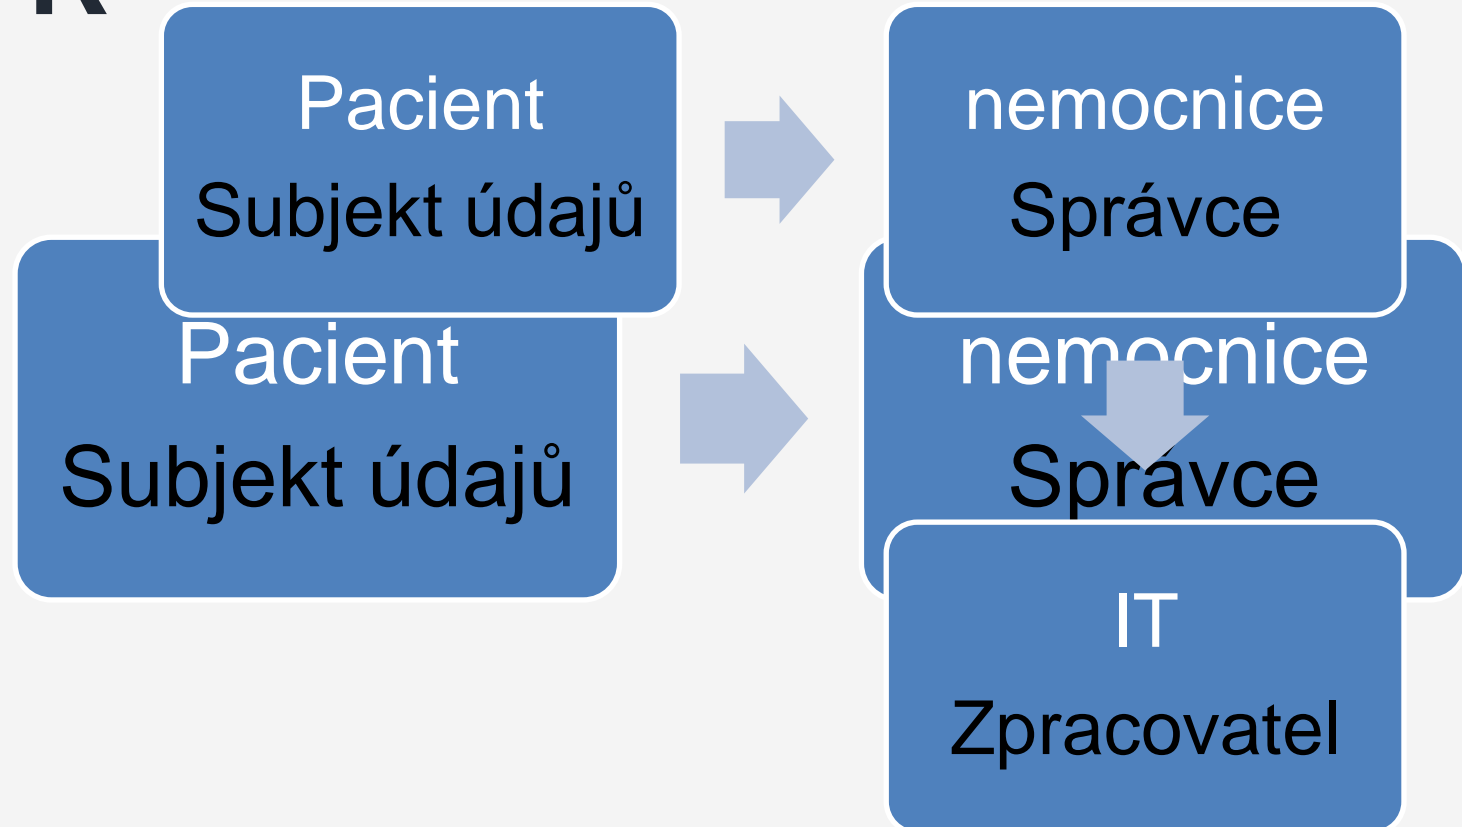 Pacient
Subjekt údajů
nemocnice
Správce
Pacient
Subjekt údajů
nemocnice
Správce
IT
Zpracovatel